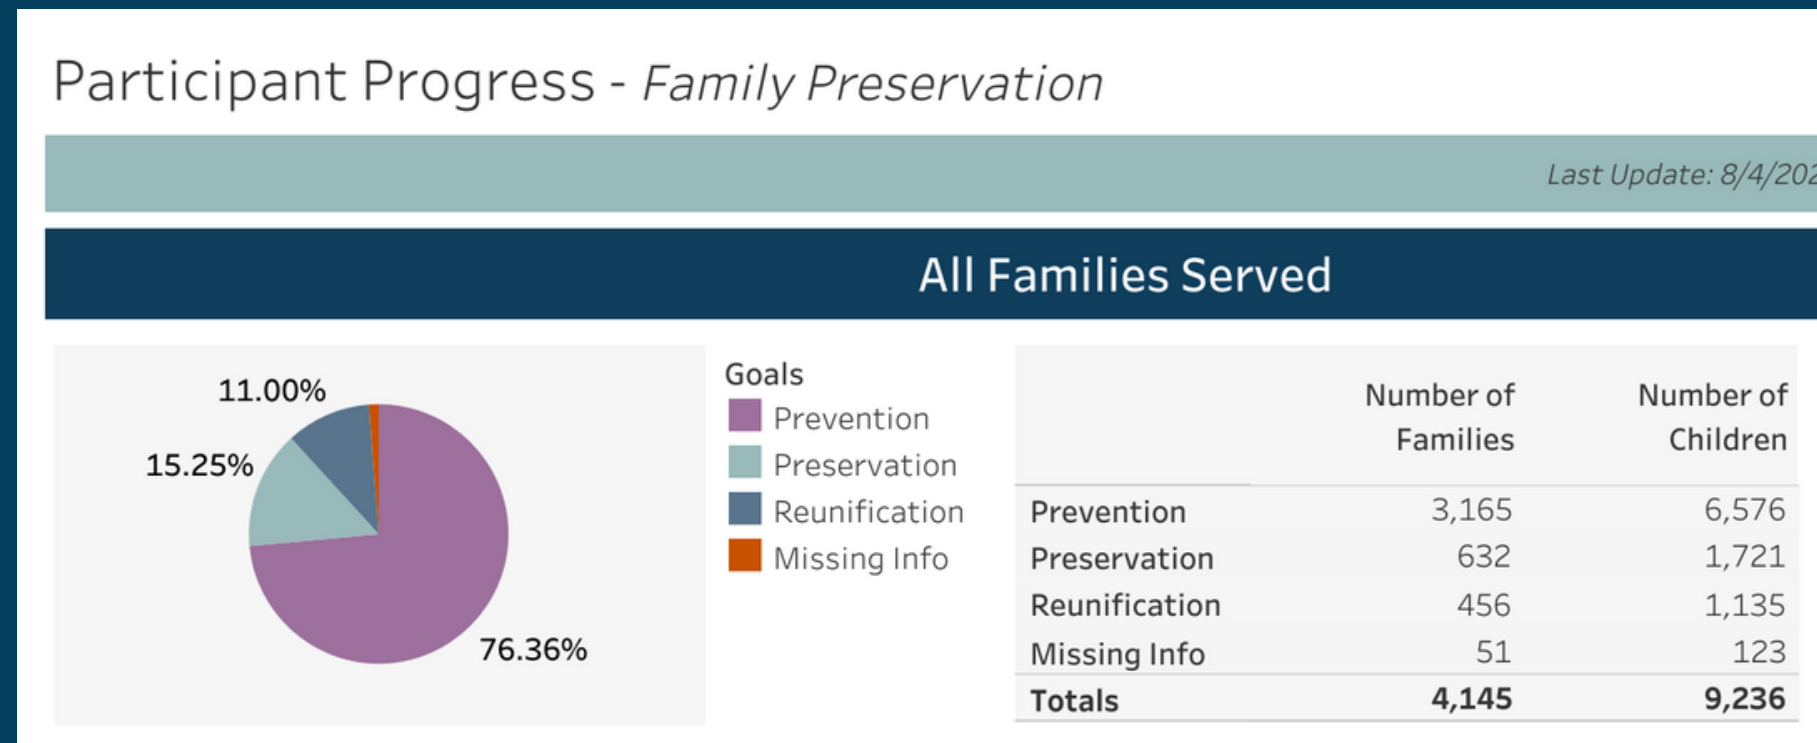 Participant Progress - Family Preservation
Last Update: 8/4/202
All Families Served
11.00%
15.25%
76.36%
Goals
Prevention
Preservation
Reunification
Missing Info
Number of Families Number of Children
Prevention 3,165 6,576
Preservation 632 1,721
Reunification 456 1,135
Missing Info 51 123
Totals 4,145 9,236